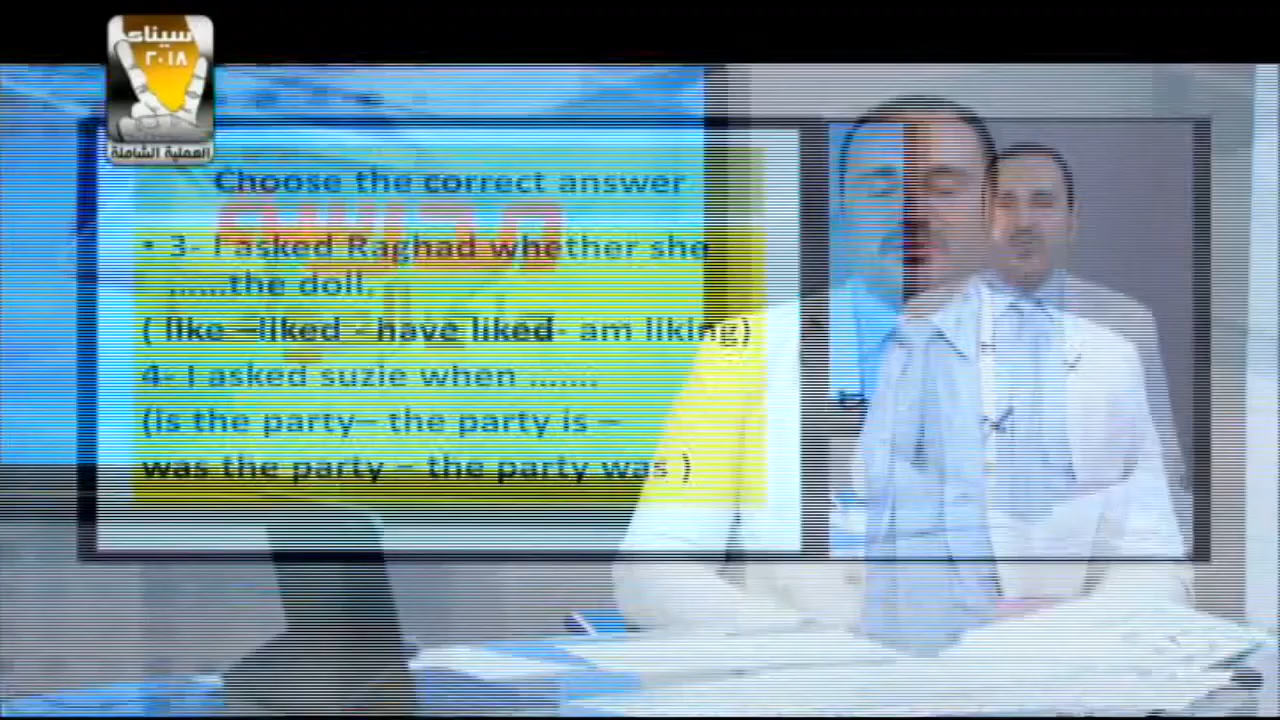 سيناء
٢٠١٨
العملية الشاملة
Choose the correct answer
• 3- I asked Raghad whether she
......the doll.
( like –liked - have liked- am liking)
4- I asked suzie when .......
(is the party– the party is –
was the party – the party was )